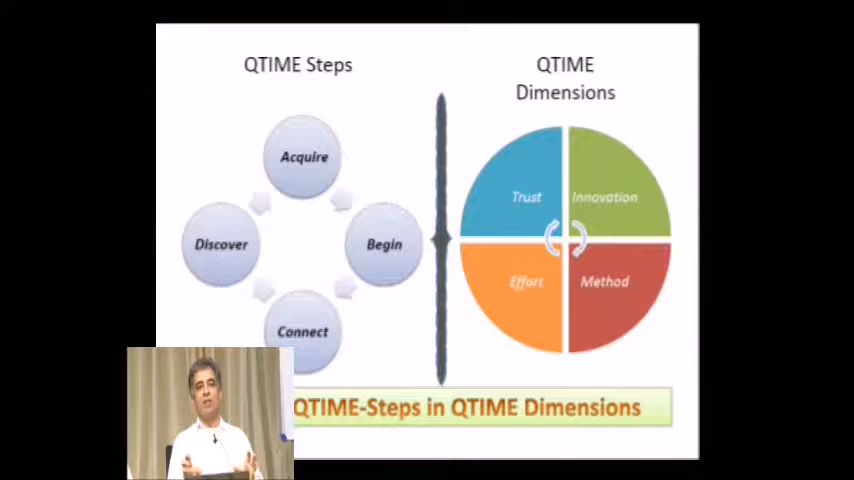 QTIME Steps
QTIME
Dimensions
Acquire
Discover
Begin
Connect
Trust
Innovation
Effort
Method
QTIME-Steps in QTIME Dimensions